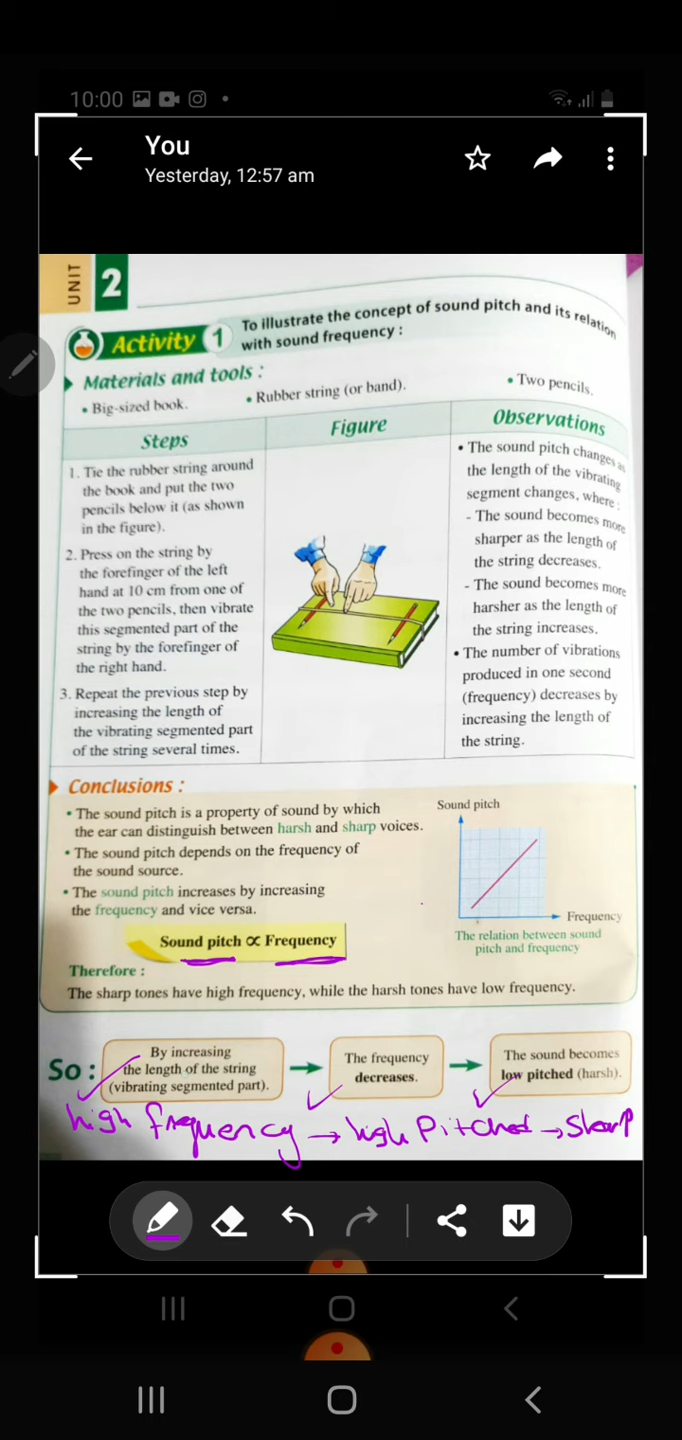 10:00
You
Yesterday, 12:57 am
UNIT 2
Activity 1 To illustrate the concept of sound pitch and its relation
with sound frequency :
Materials and tools :
• Big-sized book. • Rubber string (or band). • Two pencils.
Steps
1. Tie the rubber string around
the book and put the two
pencils below it (as shown
in the figure).
2. Press on the string by
the forefinger of the left
hand at 10 cm from one of
the two pencils, then vibrate
this segmented part of the
string by the forefinger of
the right hand.
3. Repeat the previous step by
increasing the length of
the vibrating segmented part
of the string several times.
Figure
Observations
• The sound pitch changes as
the length of the vibrating
segment changes, where :
- The sound becomes more
sharper as the length of
the string decreases.
- The sound becomes more
harsher as the length of
the string increases.
• The number of vibrations
produced in one second
(frequency) decreases by
increasing the length of
the string.
Conclusions :
• The sound pitch is a property of sound by which
the ear can distinguish between harsh and sharp voices.
• The sound pitch depends on the frequency of
the sound source.
• The sound pitch increases by increasing
the frequency and vice versa.
Sound pitch ∝ Frequency
Sound pitch
Frequency
The relation between sound
pitch and frequency
Therefore :
The sharp tones have high frequency, while the harsh tones have low frequency.
So :
By increasing
the length of the string
(vibrating segmented part).
The frequency
decreases.
The sound becomes
low pitched (harsh).
high frequency → high Pitched → Sharp